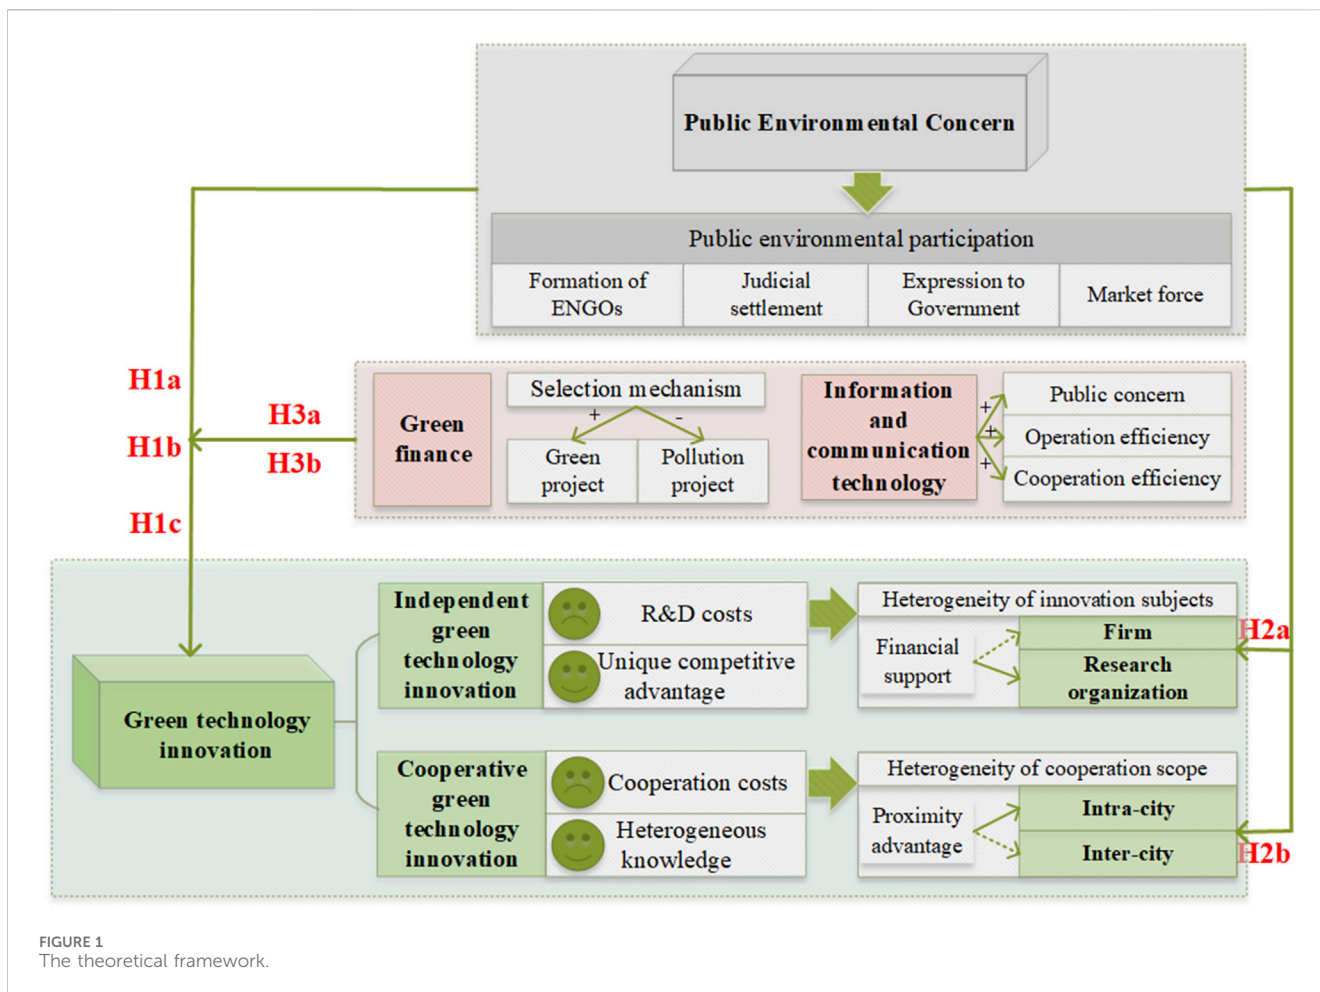 Public Environmental Concern
Public environmental participation
Formation of
ENGOs
Judicial
settlement
Expression to
Government
Market force
H1a
H1b
H1c
H3a
H3b
Green
finance
Selection mechanism
+
-
Green
project
Pollution
project
Information
and
communication
technology
+
+
+
Public concern
Operation efficiency
Cooperation efficiency
Green technology
innovation
Independent
green
technology
innovation
R&D costs
Unique competitive
advantage
Heterogeneity of innovation subjects
Financial
support
Firm
Research
organization
H2a
Cooperative
green
technology
innovation
Cooperation costs
Heterogeneous
knowledge
Heterogeneity of cooperation scope
Proximity
advantage
Intra-city
Inter-city
H2b
FIGURE 1
The theoretical framework.